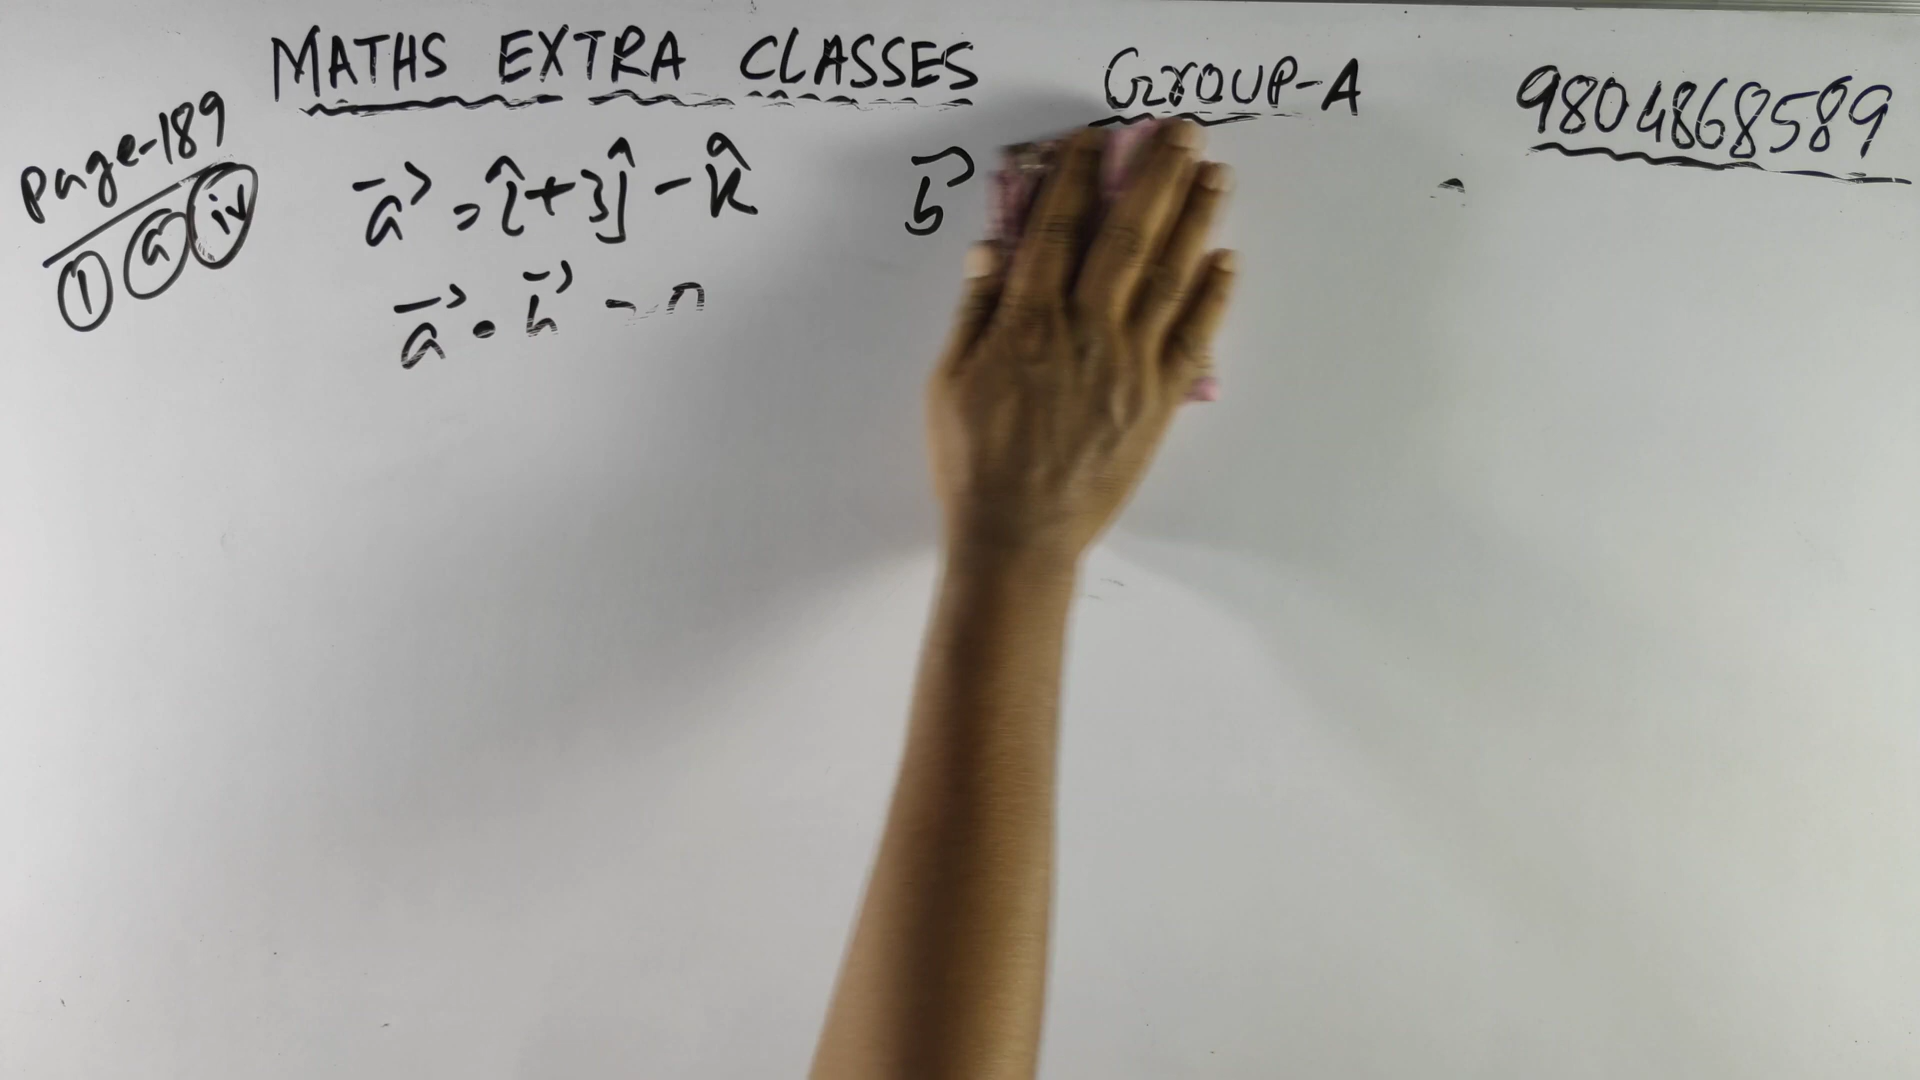 MATHS EXTRA CLASSES
GROUP-A
9804868589
Page-189
1 a iv
a⃗ = î + 3ĵ - k̂
b⃗
a⃗ . b⃗ =